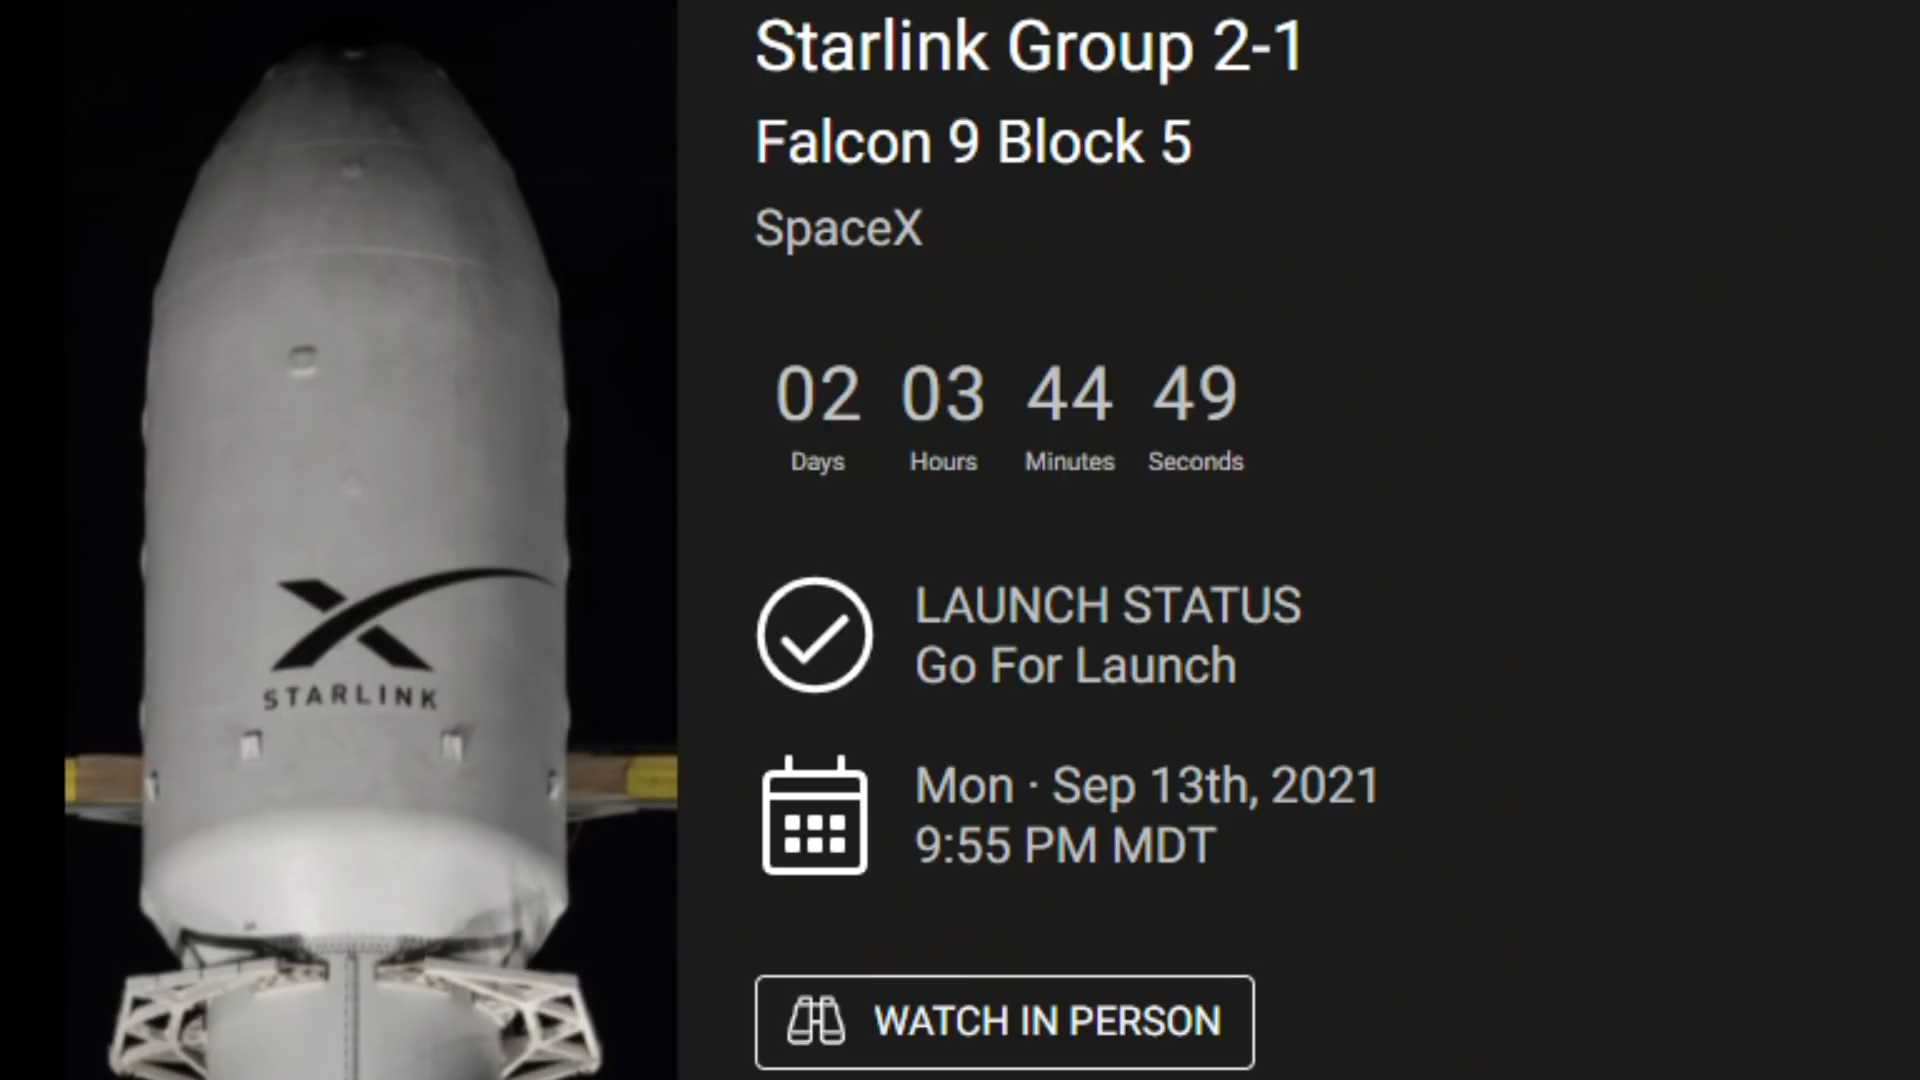 Starlink Group 2-1
Falcon 9 Block 5
SpaceX
02 03 44 49
Days Hours Minutes Seconds
LAUNCH STATUS
Go For Launch
Mon · Sep 13th, 2021
9:55 PM MDT
WATCH IN PERSON
STARLINK